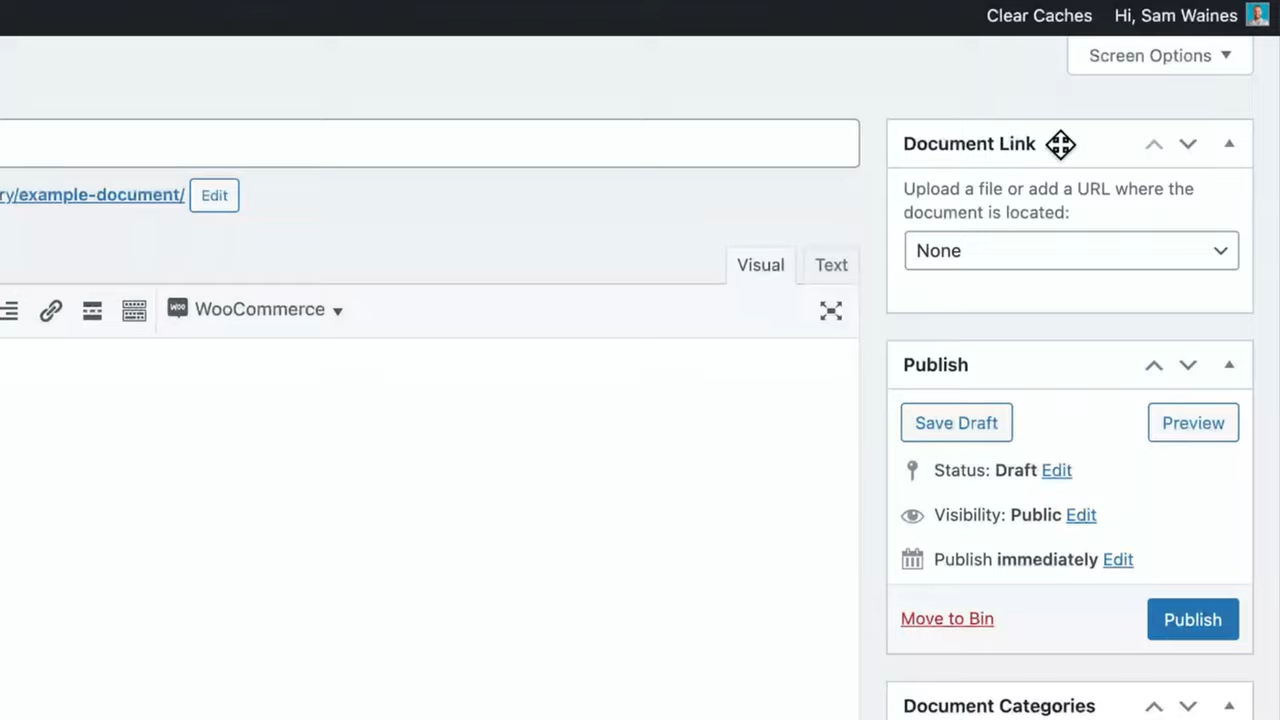 Clear Caches Hi, Sam Waines
Screen Options
ry/example-document/ Edit
Visual Text
WOO WooCommerce
Document Link
Upload a file or add a URL where the
document is located:
None
Publish
Save Draft Preview
Status: Draft Edit
Visibility: Public Edit
Publish immediately Edit
Move to Bin Publish
Document Categories